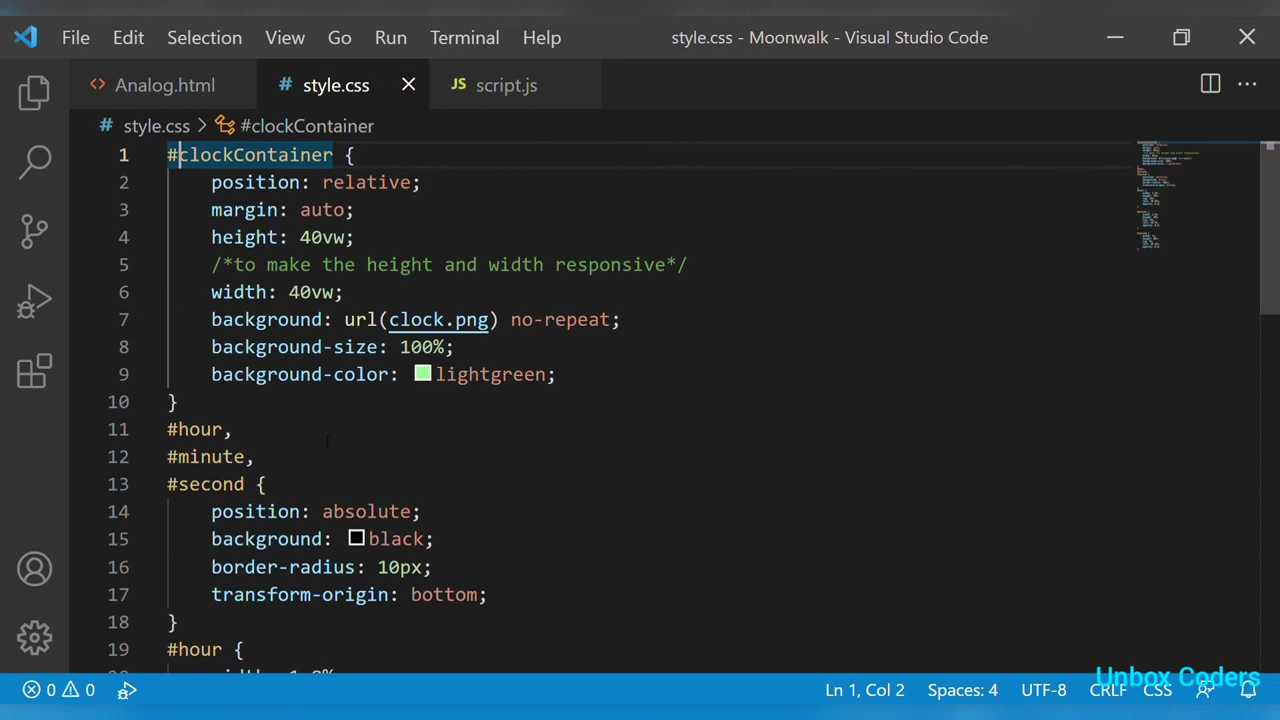 File Edit Selection View Go Run Terminal Help style.css - Moonwalk - Visual Studio Code
Analog.html style.css script.js
style.css > #clockContainer
1 #clockContainer {
2 position: relative;
3 margin: auto;
4 height: 40vw;
5 /*to make the height and width responsive*/
6 width: 40vw;
7 background: url(clock.png) no-repeat;
8 background-size: 100%;
9 background-color: lightgreen;
10 }
11 #hour,
12 #minute,
13 #second {
14 position: absolute;
15 background: black;
16 border-radius: 10px;
17 transform-origin: bottom;
18 }
19 #hour {
Unbox Coders
0 0 Ln 1, Col 2 Spaces: 4 UTF-8 CRLF CSS